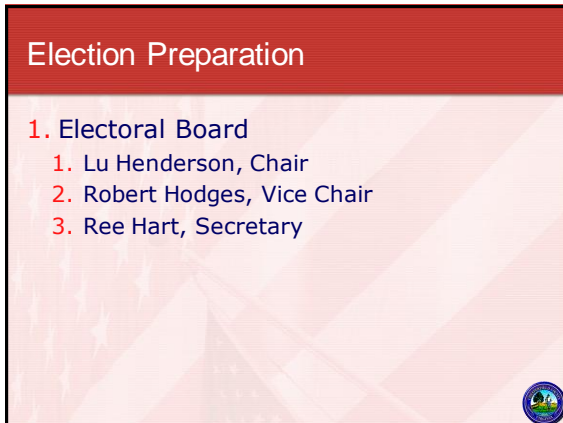 Election Preparation
1. Electoral Board
1. Lu Henderson, Chair
2. Robert Hodges, Vice Chair
3. Ree Hart, Secretary